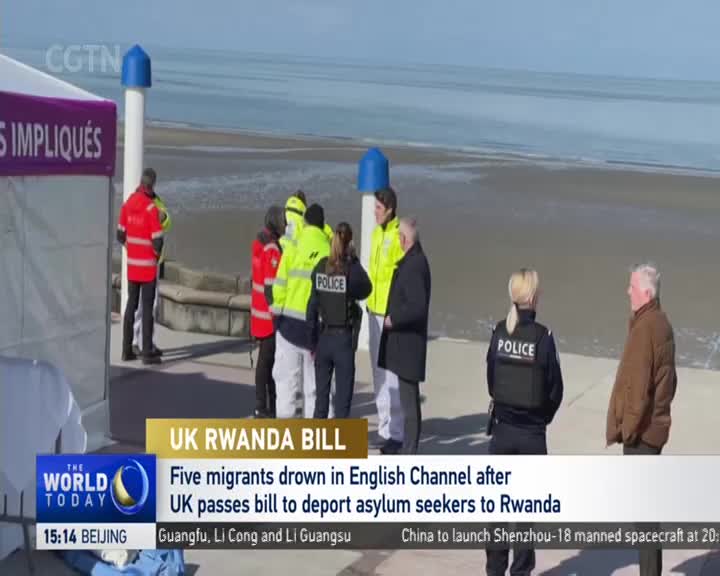 CGTN
S IMPLIQUÉS
POLICE
POLICE
UK RWANDA BILL
THE WORLD TODAY
Five migrants drown in English Channel after
UK passes bill to deport asylum seekers to Rwanda
15:14 BEIJING
Guangfu, Li Cong and Li Guangsu China to launch Shenzhou-18 manned spacecraft at 20: